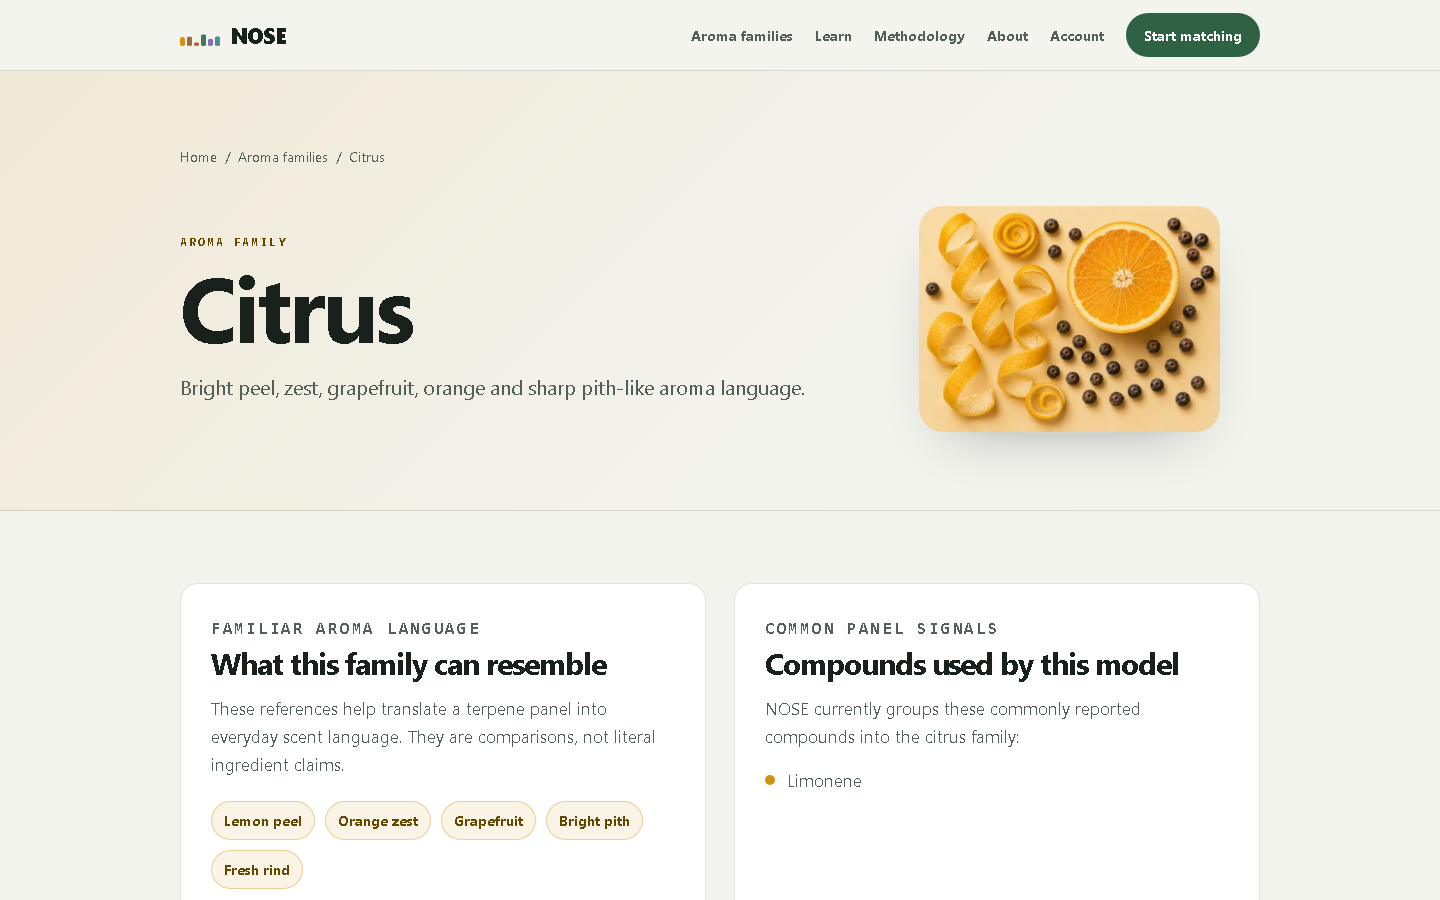 NOSE
Aroma families
Learn
Methodology
About
Account
Start matching
Home / Aroma families / Citrus
AROMA FAMILY
Citrus
Bright peel, zest, grapefruit, orange and sharp pith-like aroma language.
FAMILIAR AROMA LANGUAGE
What this family can resemble
These references help translate a terpene panel into
everyday scent language. They are comparisons, not literal
ingredient claims.
Lemon peel
Orange zest
Grapefruit
Bright pith
Fresh rind
COMMON PANEL SIGNALS
Compounds used by this model
NOSE currently groups these commonly reported
compounds into the citrus family:
Limonene